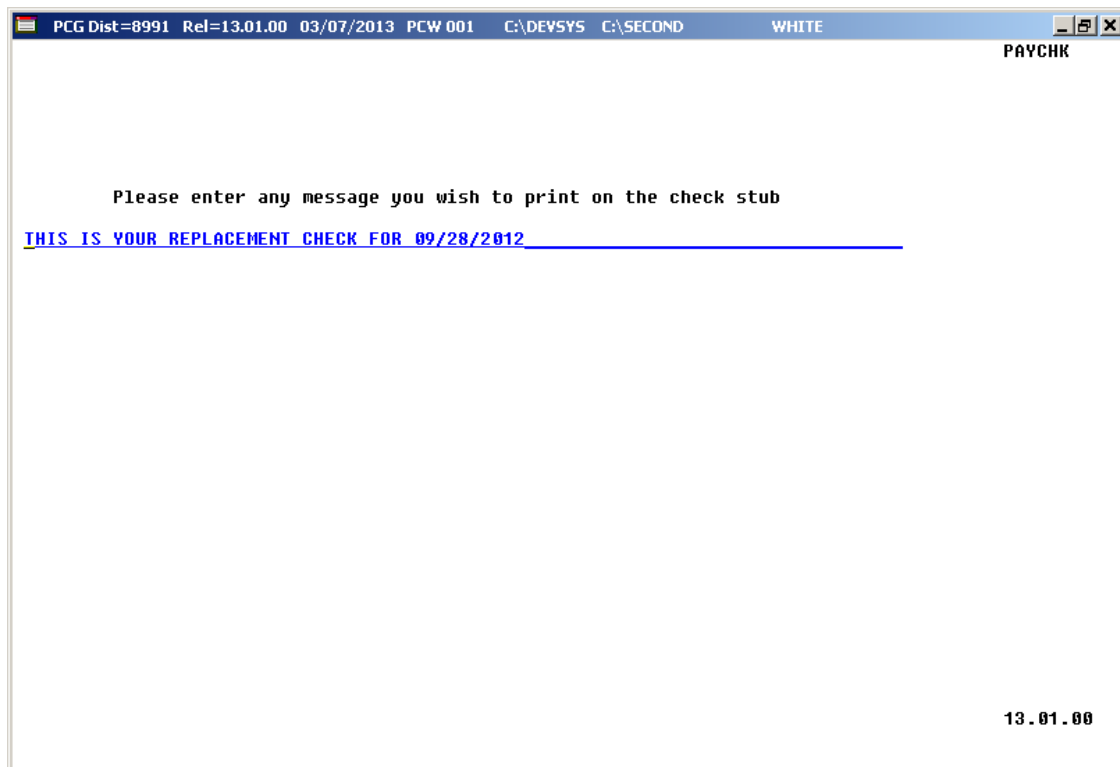 PCG Dist=8991 Rel=13.01.00 03/07/2013 PCW 001 C:\DEVSYS C:\SECOND WHITE
PAYCHK
Please enter any message you wish to print on the check stub
THIS IS YOUR REPLACEMENT CHECK FOR 09/28/2012
13.01.00